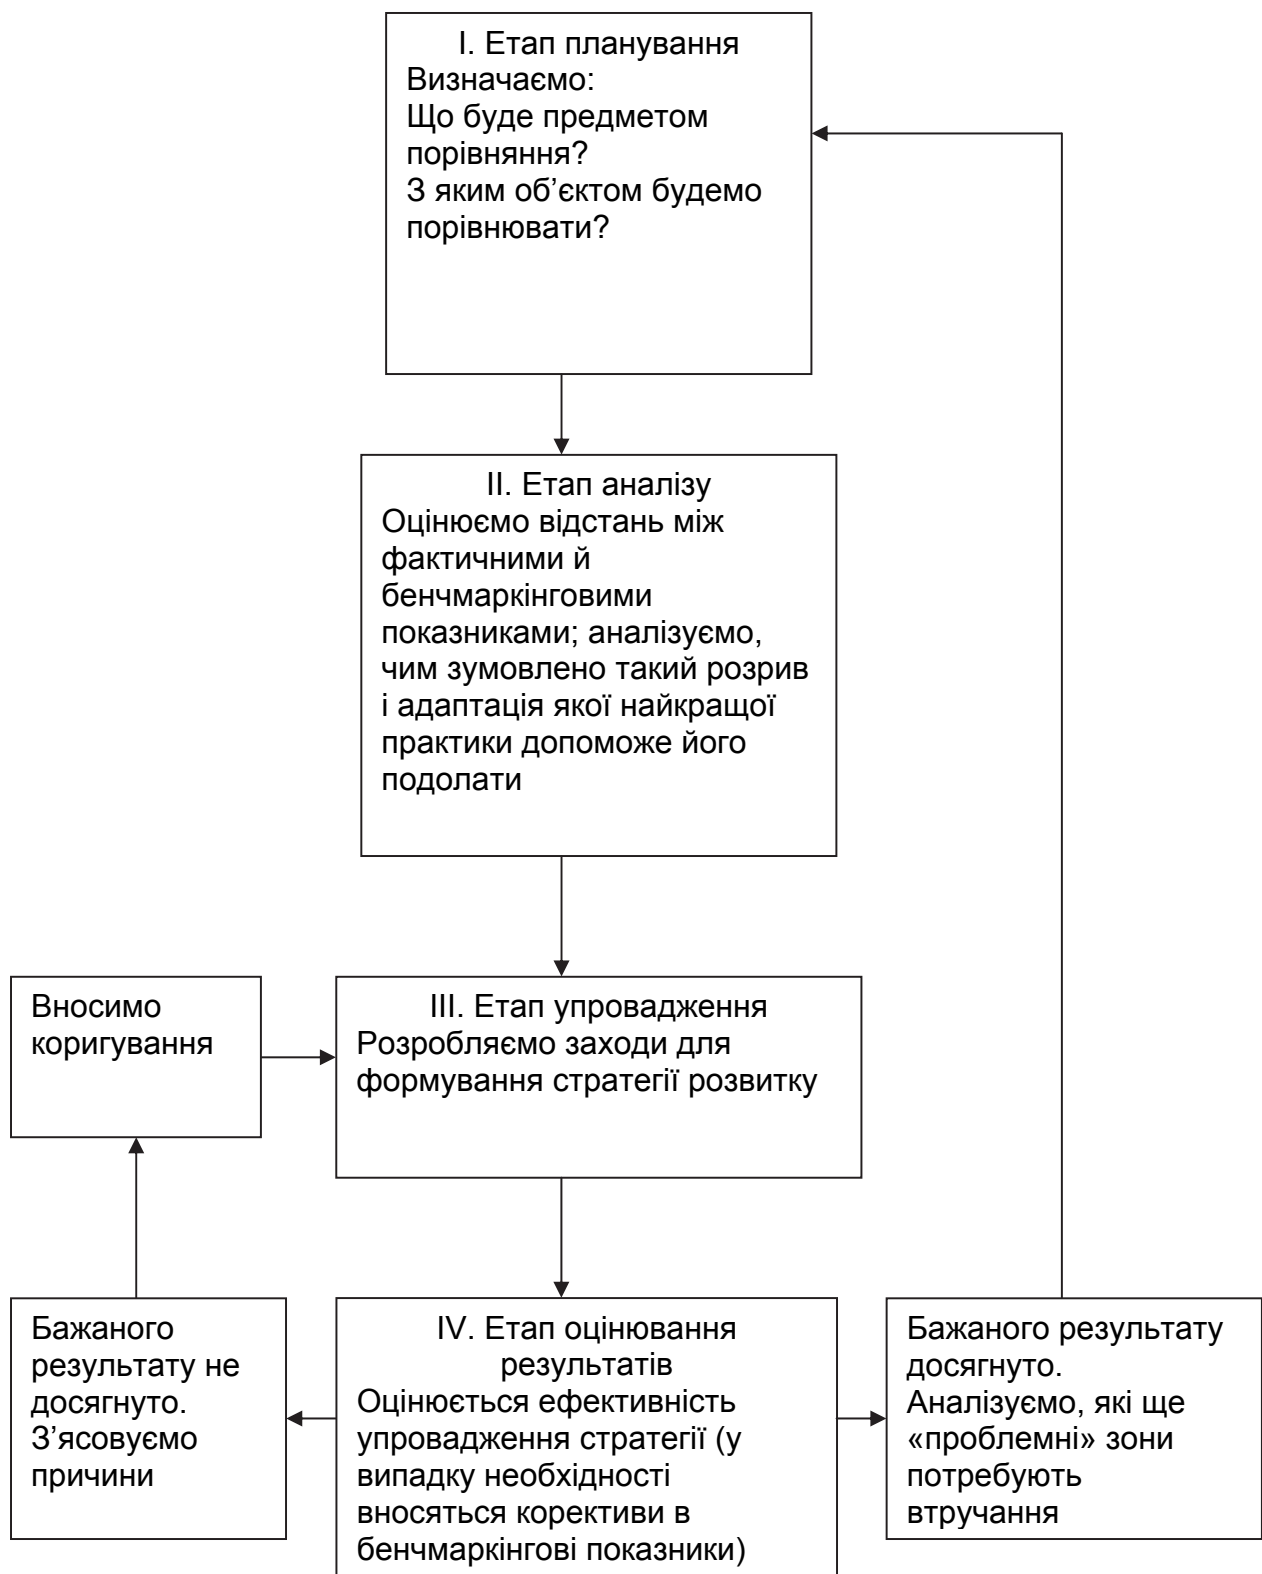 І. Етап планування
Визначаємо:
Що буде предметом
порівняння?
З яким об’єктом будемо
порівнювати?
ІІ. Етап аналізу
Оцінюємо відстань між
фактичними й
бенчмаркінговими
показниками; аналізуємо,
чим зумовлено такий розрив
і адаптація якої найкращої
практики допоможе його
подолати
Вносимо
коригування
ІІІ. Етап упровадження
Розробляємо заходи для
формування стратегії розвитку
Бажаного
результату не
досягнуто.
З’ясовуємо
причини
IV. Етап оцінювання
результатів
Оцінюється ефективність
упровадження стратегії (у
випадку необхідності
вносяться корективи в
бенчмаркінгові показники)
Бажаного результату
досягнуто.
Аналізуємо, які ще
«проблемні» зони
потребують
втручання